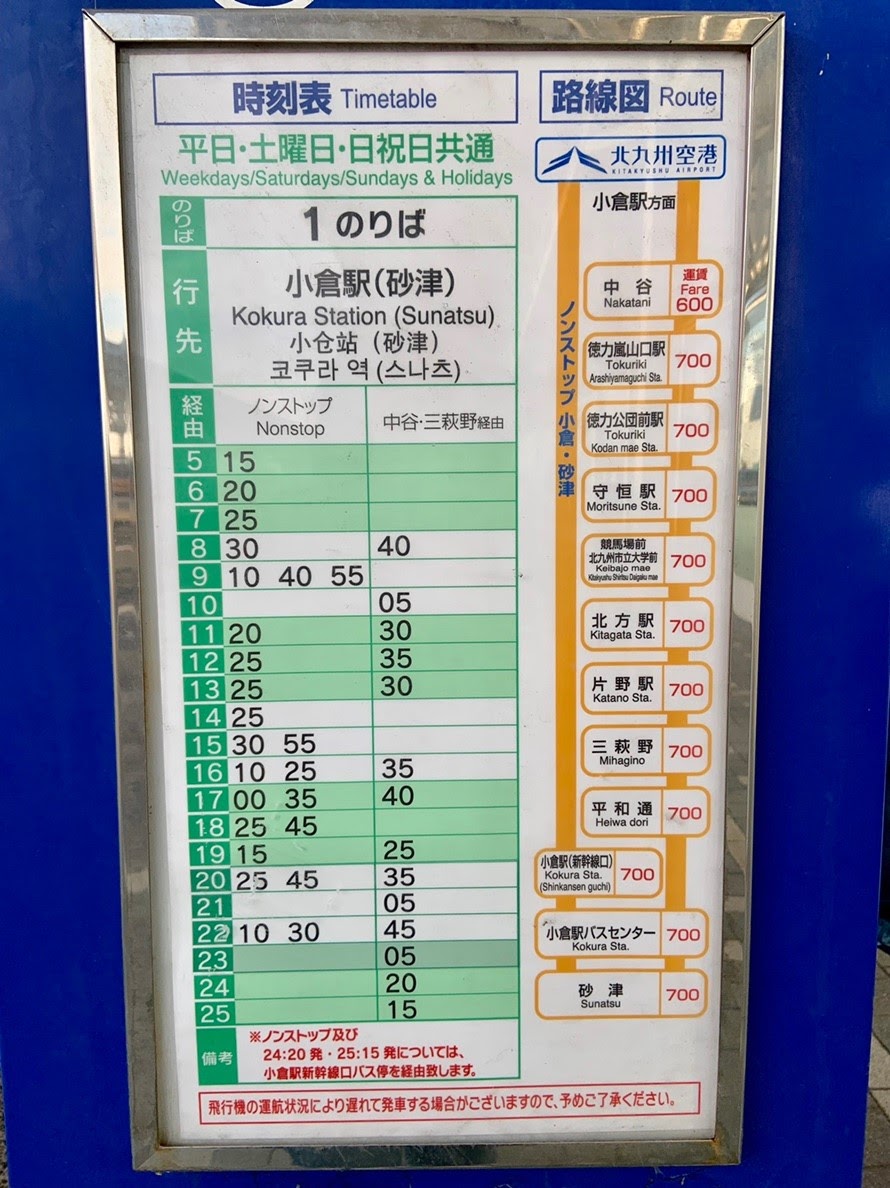 時刻表 Timetable
平日・土曜日・日祝日共通
Weekdays/Saturdays/Sundays & Holidays
のりば 1のりば
行先
小倉駅(砂津)
Kokura Station (Sunatsu)
小仓站 (砂津)
코쿠라 역 (스나츠)
経由
ノンストップ
Nonstop
中谷・三萩野経由
5 15
6 20
7 25
8 30 40
9 10 40 55
10 05
11 20 30
12 25 35
13 25 30
14 25
15 30 55
16 10 25 35
17 00 35 40
18 25 45
19 15 25
20 25 45 35
21 05
22 10 30 45
23 05
24 20
25 15
備考
※ノンストップ及び
24:20発・25:15発については、
小倉駅新幹線口バス停を経由致します。
路線図 Route
北九州空港
KITAKYUSHU AIRPORT
小倉駅方面
ノンストップ 小倉・砂津
中谷
Nakatani
運賃
Fare
600
徳力嵐山口駅
Tokuriki
Arashiyamaguchi Sta.
700
徳力公団前駅
Tokuriki
Kodan mae Sta.
700
守恒駅
Moritsune Sta.
700
競馬場前
北九州市立大学前
Keibajo mae
Kitakyushu Shiritsu Daigaku mae
700
北方駅
Kitagata Sta.
700
片野駅
Katano Sta.
700
三萩野
Mihagino
700
平和通
Heiwa dori
700
小倉駅(新幹線口)
Kokura Sta.
(Shinkansen guchi)
700
小倉駅バスセンター
Kokura Sta.
700
砂津
Sunatsu
700
飛行機の運航状況により遅れて発車する場合がございますので、予めご了承ください。